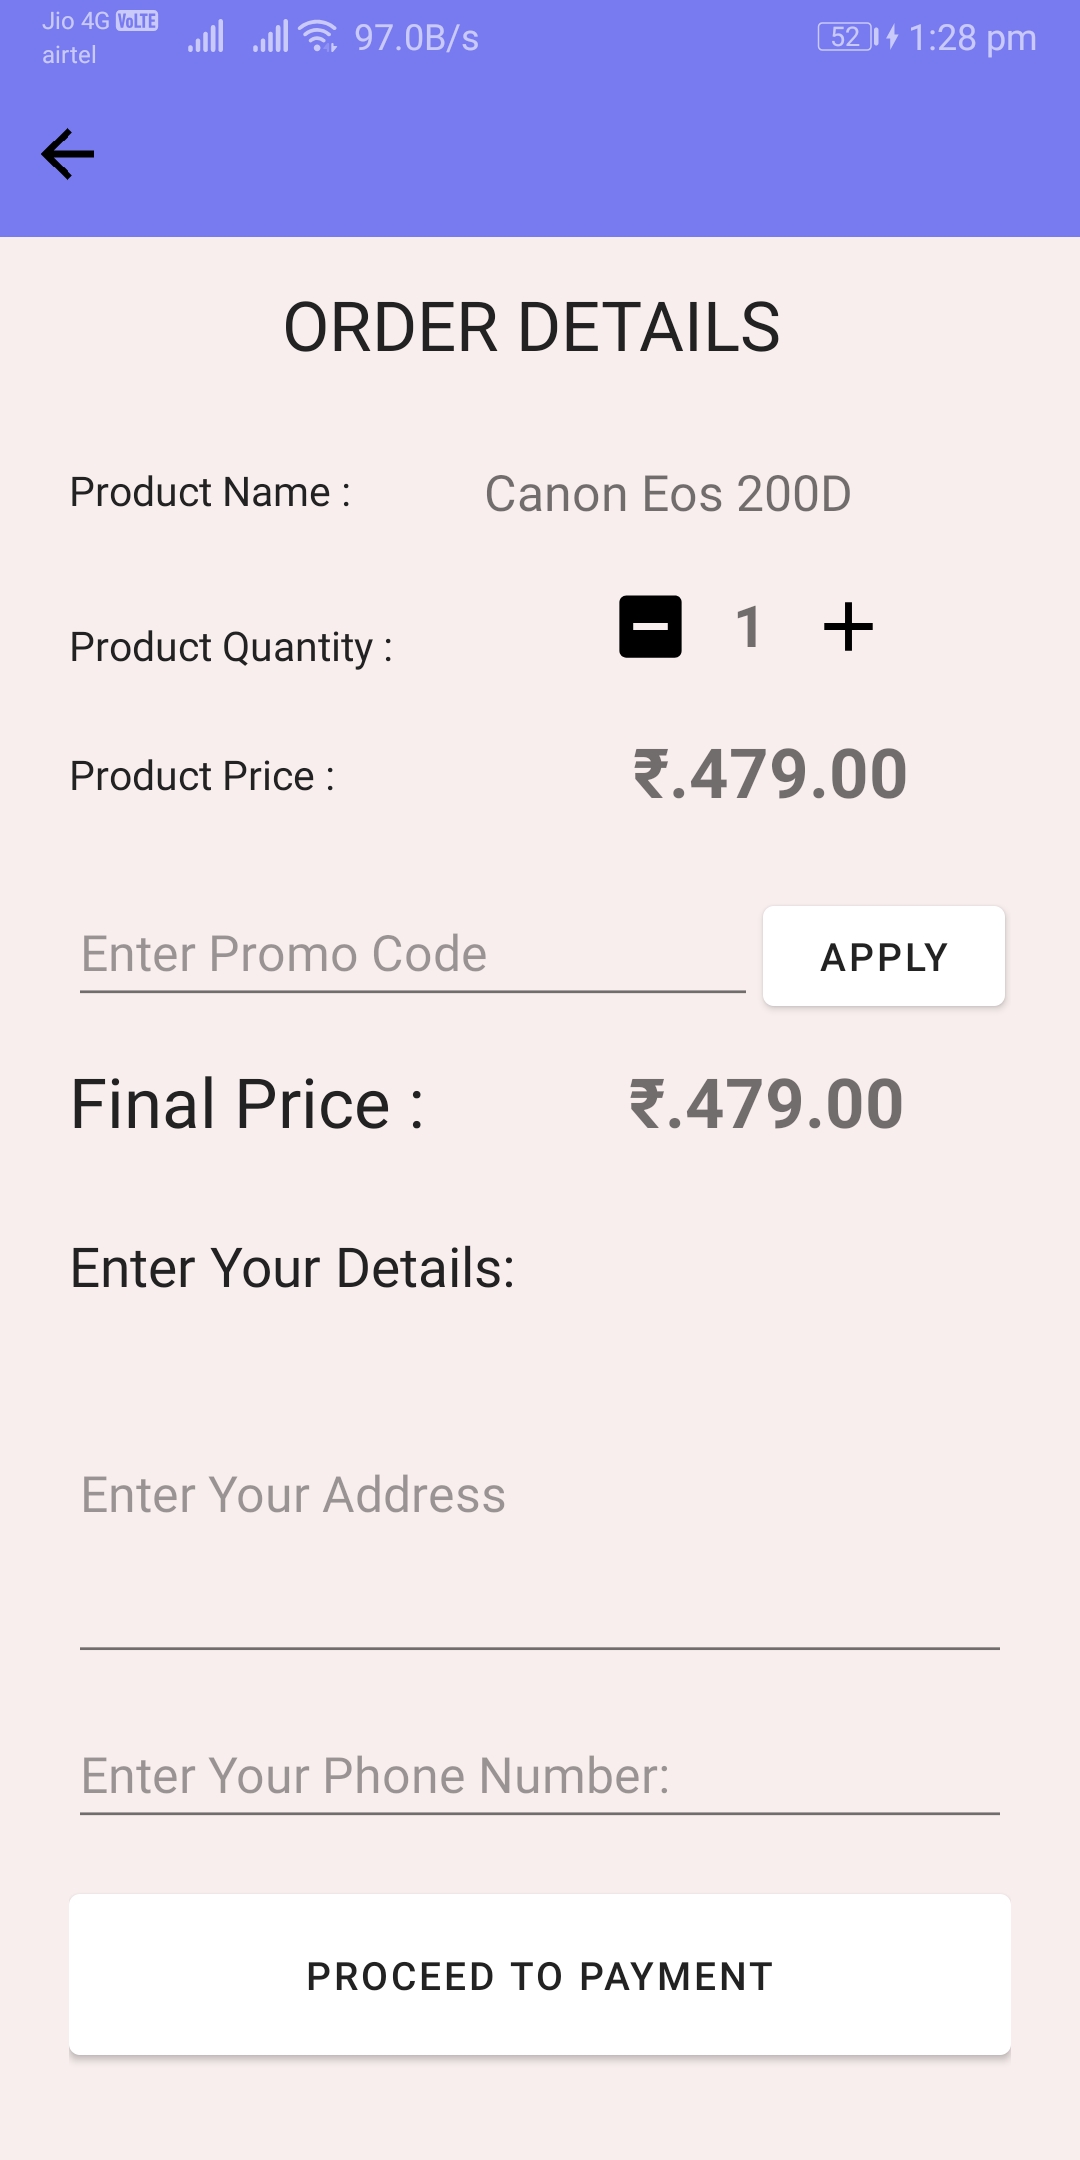 Jio 4G VoLTE
airtel
97.0B/s
52
1:28 pm
ORDER DETAILS
Product Name : Canon Eos 200D
Product Quantity : 1
Product Price : ₹.479.00
Enter Promo Code APPLY
Final Price : ₹.479.00
Enter Your Details:
Enter Your Address
Enter Your Phone Number:
PROCEED TO PAYMENT